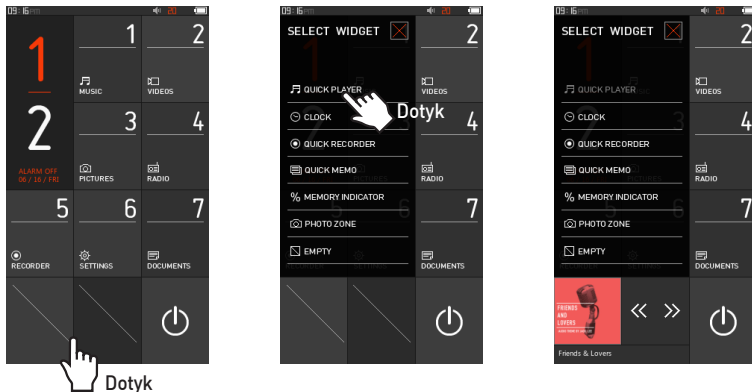 09:16PM 20
1
2
ALARM OFF
06 / 16 / FRI
1
MUSIC
2
VIDEOS
3
PICTURES
4
RADIO
5
RECORDER
6
SETTINGS
7
DOCUMENTS
Dotyk
09:16PM 20
SELECT WIDGET
QUICK PLAYER
CLOCK
QUICK RECORDER
QUICK MEMO
% MEMORY INDICATOR
PHOTO ZONE
EMPTY
Dotyk
2
VIDEOS
4
RADIO
7
DOCUMENTS
09:16PM 20
SELECT WIDGET
QUICK PLAYER
CLOCK
QUICK RECORDER
QUICK MEMO
% MEMORY INDICATOR
PHOTO ZONE
EMPTY
2
VIDEOS
4
RADIO
7
DOCUMENTS
FRIENDS
AND
LOVERS
Friends & Lovers